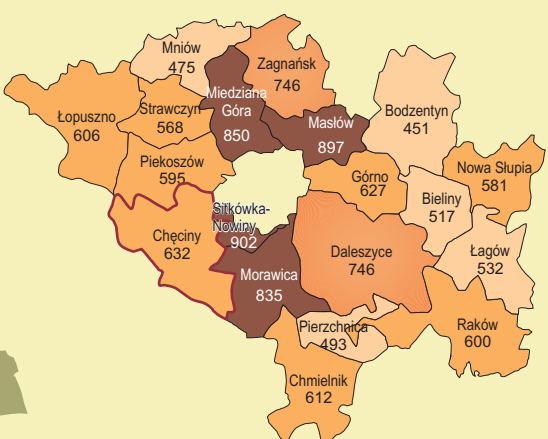 Mniów
475
Zagnańsk
746
Miedziana
Góra
850
Łopuszno
606
Strawczyn
568
Masłów
897
Bodzentyn
451
Piekoszów
595
Górno
627
Nowa Słupia
581
Bieliny
517
Sitkówka-
Nowiny
902
Chęciny
632
Daleszyce
746
Łagów
532
Morawica
835
Pierzchnica
493
Raków
600
Chmielnik
612